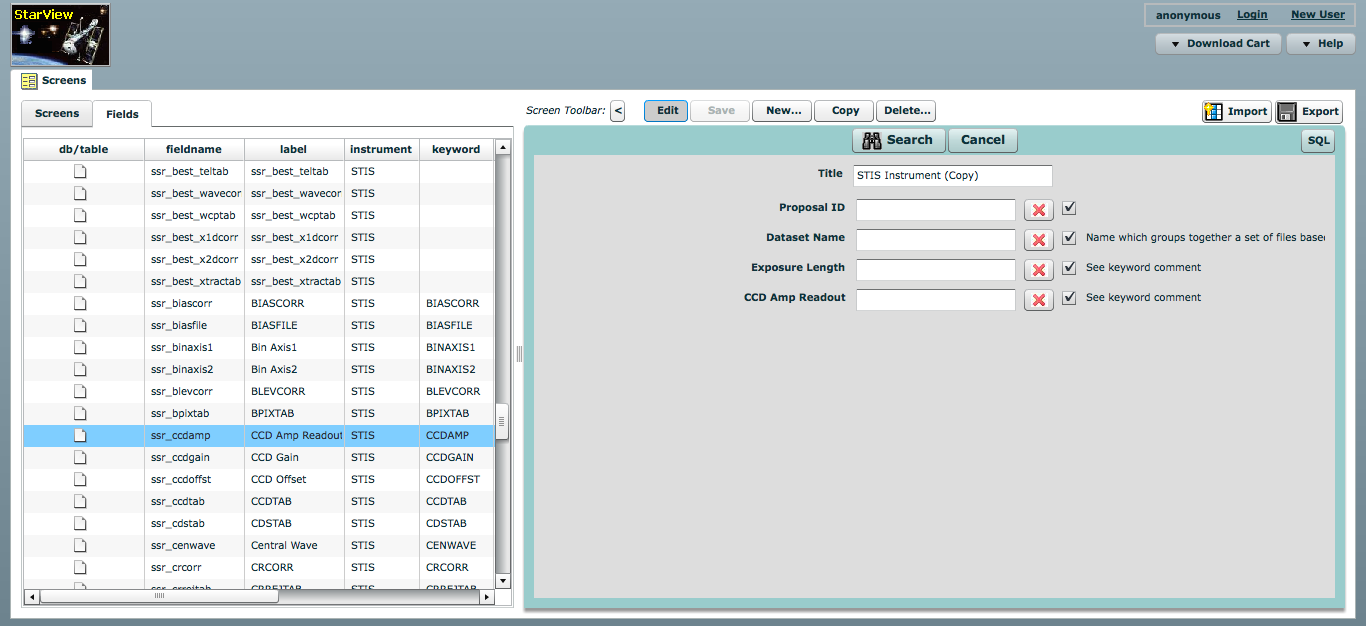 StarView
anonymous Login New User
Download Cart Help
Screens
Screens Fields
Screen Toolbar: < Edit Save New... Copy Delete... Import Export
db/table fieldname label instrument keyword
ssr_best_teltab ssr_best_teltab STIS
ssr_best_wavecor ssr_best_wavecor STIS
ssr_best_wcptab ssr_best_wcptab STIS
ssr_best_x1dcorr ssr_best_x1dcorr STIS
ssr_best_x2dcorr ssr_best_x2dcorr STIS
ssr_best_xtractab ssr_best_xtractab STIS
ssr_biascorr BIASCORR STIS BIASCORR
ssr_biasfile BIASFILE STIS BIASFILE
ssr_binaxis1 Bin Axis1 STIS BINAXIS1
ssr_binaxis2 Bin Axis2 STIS BINAXIS2
ssr_blevcorr BLEVCORR STIS BLEVCORR
ssr_bpixtab BPIXTAB STIS BPIXTAB
ssr_ccdamp CCD Amp Readout STIS CCDAMP
ssr_ccdgain CCD Gain STIS CCDGAIN
ssr_ccdoffst CCD Offset STIS CCDOFFST
ssr_ccdtab CCDTAB STIS CCDTAB
ssr_cdstab CDSTAB STIS CDSTAB
ssr_cenwave Central Wave STIS CENWAVE
ssr_crcorr CRCORR STIS CRCORR
Search Cancel SQL
Title STIS Instrument (Copy)
Proposal ID
Dataset Name Name which groups together a set of files based
Exposure Length See keyword comment
CCD Amp Readout See keyword comment